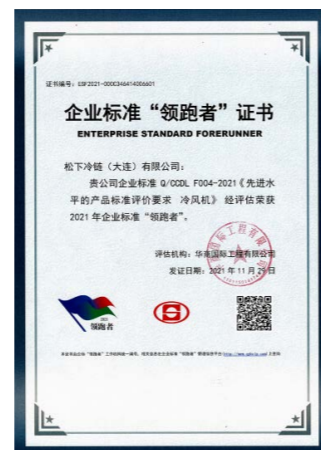 证书编号：ESF2021-000C346414006601
企业标准“领跑者”证书
ENTERPRISE STANDARD FORERUNNER
松下冷链（大连）有限公司：
贵公司企业标准 Q/CCDL F004-2021《先进水
平的产品标准评价要求 冷风机》 经评估荣获
2021 年企业标准“领跑者”。
评估机构：华商国际工程有限公司
发证日期：2021 年 11 月 29 日
领跑者